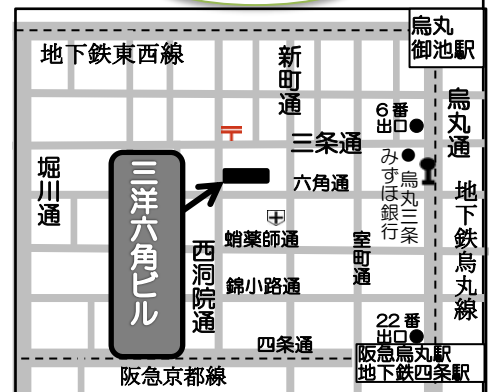 烏丸
御池駅
地下鉄東西線
新町通
烏丸通
6番
出口
三条通
みずほ銀行
烏丸三条
堀川通
三洋六角ビル
六角通
地下鉄烏丸線
蛸薬師通
室町通
西洞院通
錦小路通
22番
出口
四条通
阪急烏丸駅
地下鉄四条駅
阪急京都線